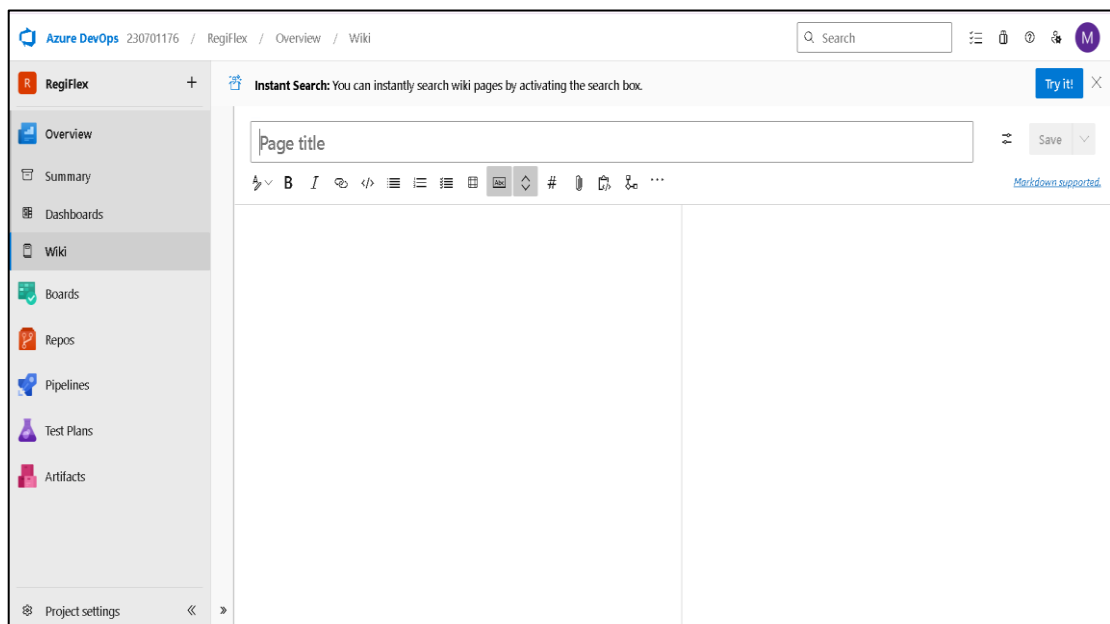 Azure DevOps 230701176 / RegiFlex / Overview / Wiki
Search
M
R RegiFlex +
Instant Search: You can instantly search wiki pages by activating the search box.
Try it! X
Overview
Summary
Dashboards
Wiki
Boards
Repos
Pipelines
Test Plans
Artifacts
Project settings «
»
Page title
Save
B I </> Abc # ...
Markdown supported.